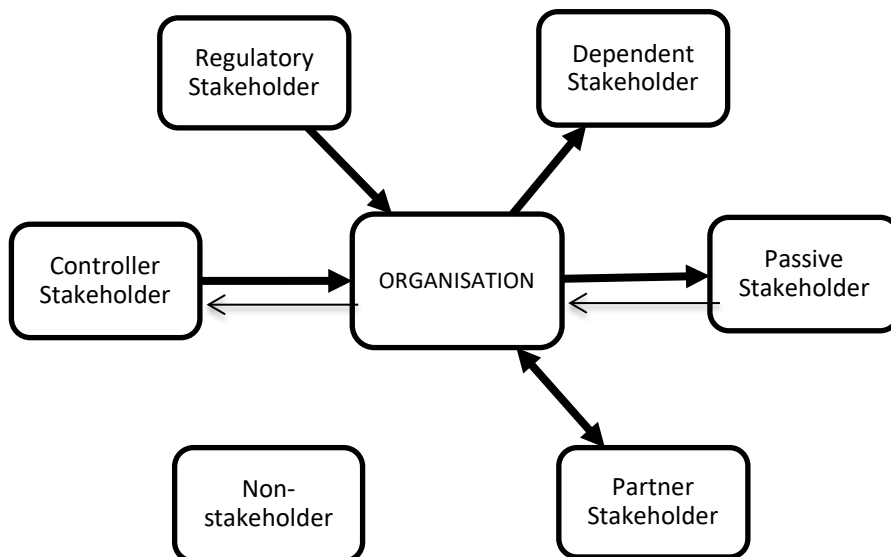 Regulatory
Stakeholder
Dependent
Stakeholder
Controller
Stakeholder
ORGANISATION
Passive
Stakeholder
Non-
stakeholder
Partner
Stakeholder